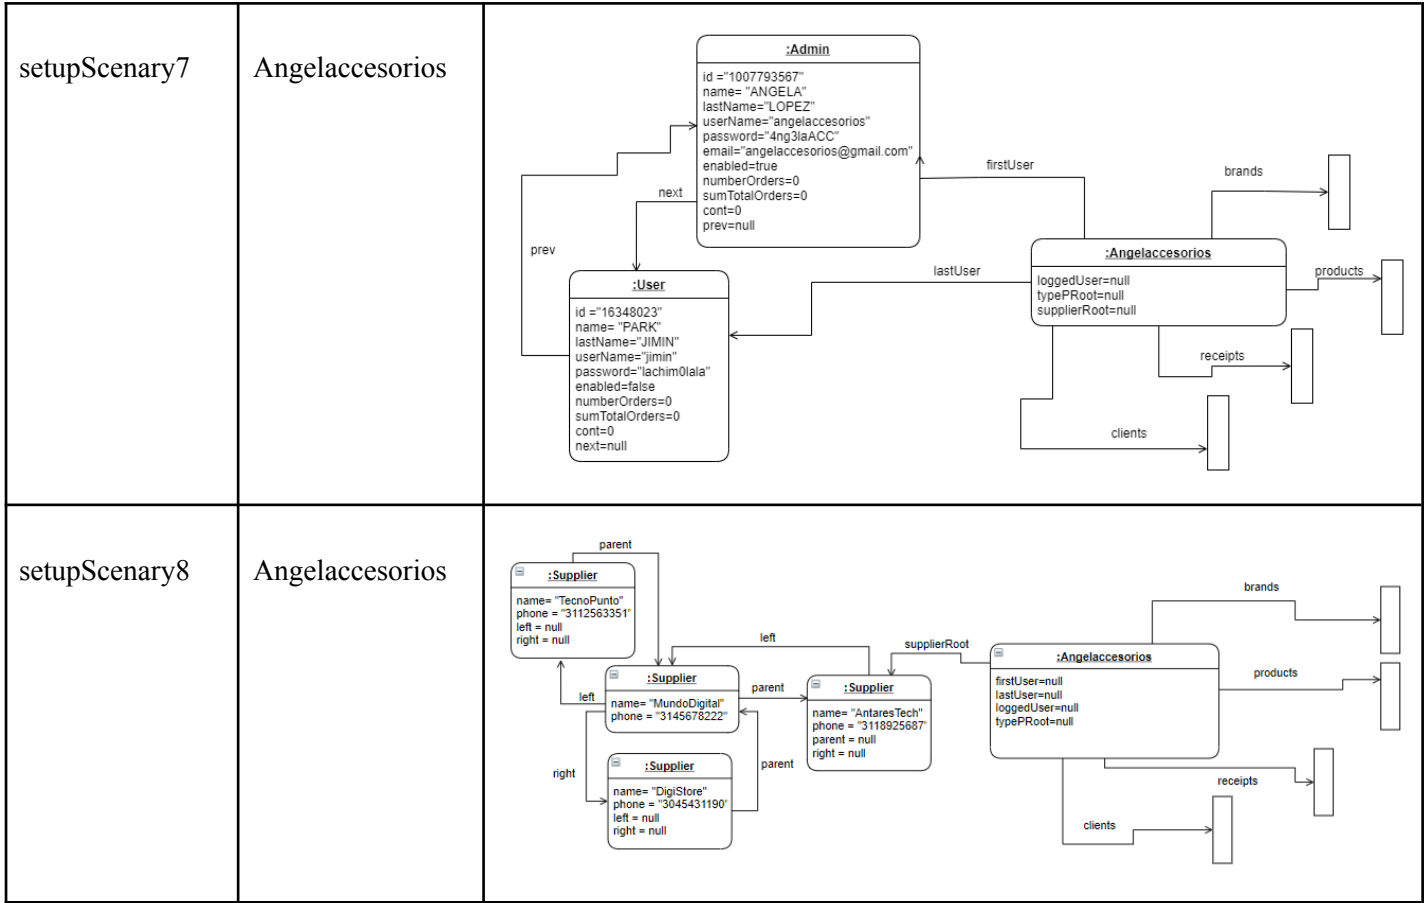 setupScenary7
Angelaccesorios
:Admin
id ="1007793567"
name= "ANGELA"
lastName="LOPEZ"
userName="angelaccesorios"
password="4ng3laACC"
email="angelaccesorios@gmail.com"
enabled=true
numberOrders=0
sumTotalOrders=0
cont=0
prev=null
firstUser
brands
next
prev
:User
id ="16348023"
name= "PARK"
lastName="JIMIN"
userName="jimin"
password="lachim0lala"
enabled=false
numberOrders=0
sumTotalOrders=0
cont=0
next=null
lastUser
:Angelaccesorios
loggedUser=null
typePRoot=null
supplierRoot=null
products
receipts
clients
setupScenary8
Angelaccesorios
parent
:Supplier
name= "TecnoPunto"
phone = "3112563351"
left = null
right = null
left
supplierRoot
brands
left
:Supplier
name= "MundoDigital"
phone = "3145678222"
parent
:Supplier
name= "AntaresTech"
phone = "3118925687"
parent = null
right = null
:Angelaccesorios
firstUser=null
lastUser=null
loggedUser=null
typePRoot=null
products
right
:Supplier
name= "DigiStore"
phone = "3045431190"
left = null
right = null
parent
receipts
clients